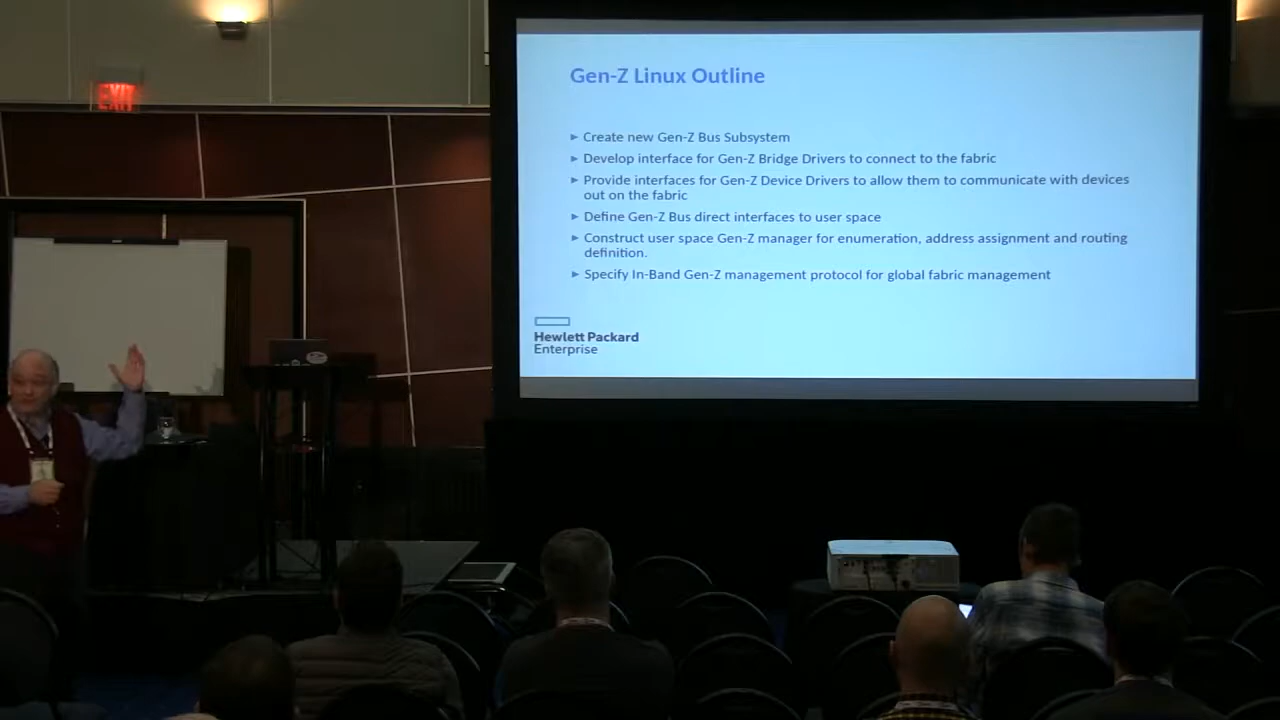 EXIT
Gen-Z Linux Outline
Create new Gen-Z Bus Subsystem
Develop interface for Gen-Z Bridge Drivers to connect to the fabric
Provide interfaces for Gen-Z Device Drivers to allow them to communicate with devices
out on the fabric
Define Gen-Z Bus direct interfaces to user space
Construct user space Gen-Z manager for enumeration, address assignment and routing
definition.
Specify In-Band Gen-Z management protocol for global fabric management
Hewlett Packard
Enterprise